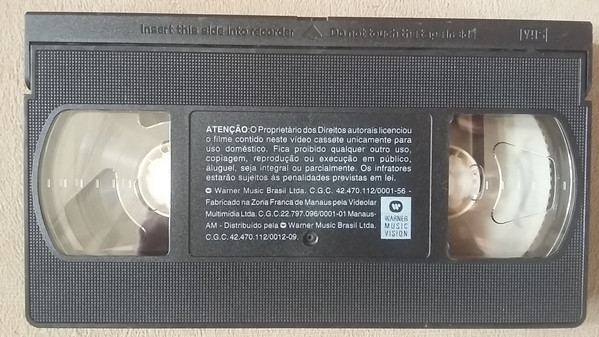 Insert this side into recorder Do not touch the tape inside VHS
ATENÇÃO:O Proprietário dos Direitos autorais licenciou
o filme contido neste vídeo cassete unicamente para
uso doméstico. Fica proibido qualquer outro uso,
copiagem, reprodução ou execução em público,
aluguel, seja integral ou parcialmente. Os infratores
estarão sujeitos às penalidades previstas em lei.
Warner Music Brasil Ltda. C.G.C. 42.470.112/0001-56 -
Fabricado na Zona Franca de Manaus pela Videolar
Multimídia Ltda. C.G.C.22.797.096/0001-01 Manaus-
AM - Distribuído pela Warner Music Brasil Ltda.
C.G.C. 42.470.112/0012-09.
WARNER
MUSIC
VISION